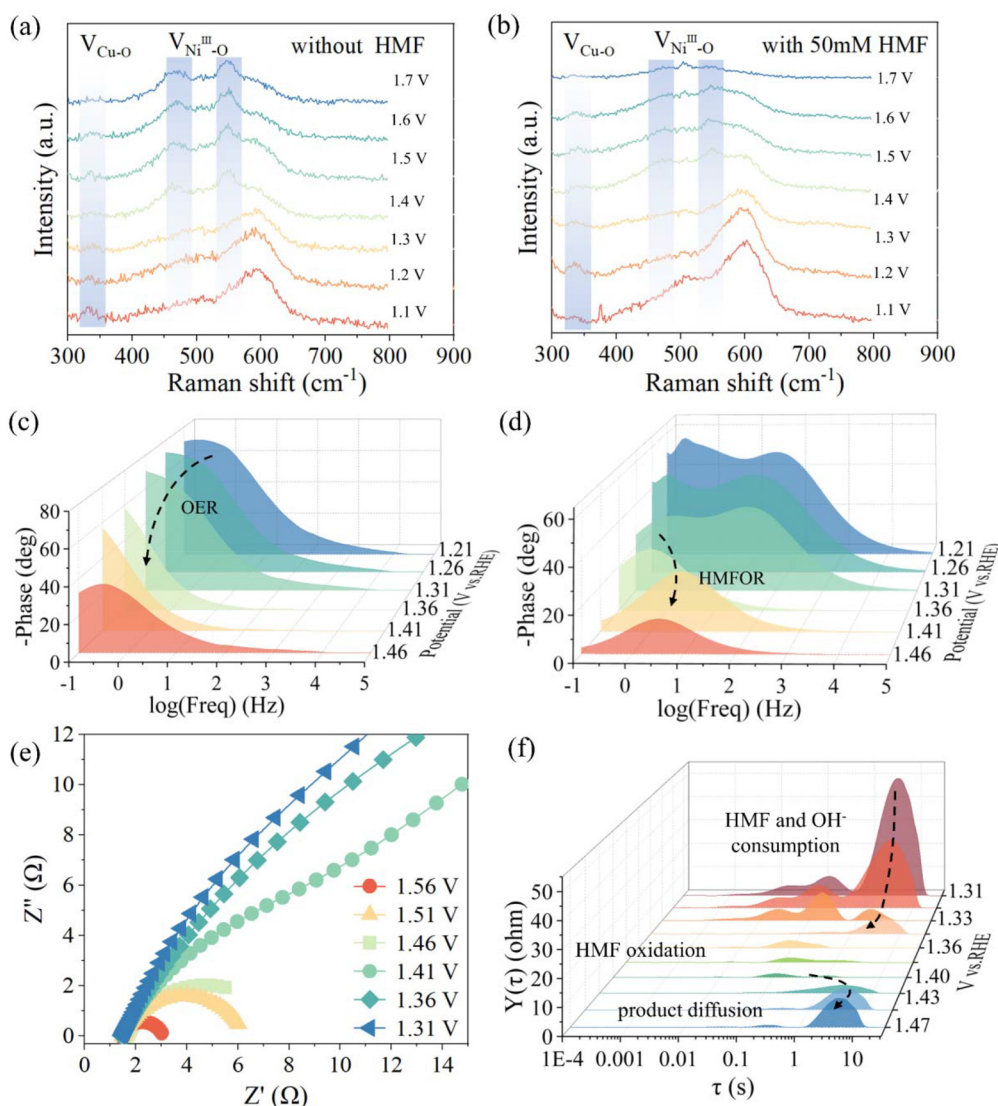 (a)
V_Cu-O
V_Ni^III-O
without HMF
1.7 V
1.6 V
1.5 V
1.4 V
1.3 V
1.2 V
1.1 V
Intensity (a.u.)
300 400 500 600 700 800 900
Raman shift (cm⁻¹)
(b)
V_Cu-O
V_Ni^III-O
with 50mM HMF
1.7 V
1.6 V
1.5 V
1.4 V
1.3 V
1.2 V
1.1 V
Intensity (a.u.)
300 400 500 600 700 800 900
Raman shift (cm⁻¹)
(c)
80
60
40
20
0
-Phase (deg)
OER
1.21
1.26
1.31
1.36
1.41
1.46
Potential (V vs.RHE)
-1 0 1 2 3 4 5
log(Freq) (Hz)
(d)
60
40
20
0
-Phase (deg)
HMFOR
1.21
1.26
1.31
1.36
1.41
1.46
Potential (V vs.RHE)
-1 0 1 2 3 4 5
log(Freq) (Hz)
(e)
12
10
8
6
4
2
0
Z'' (Ω)
1.56 V
1.51 V
1.46 V
1.41 V
1.36 V
1.31 V
0 2 4 6 8 10 12 14
Z' (Ω)
(f)
HMF and OH⁻
consumption
HMF oxidation
product diffusion
50
40
30
20
10
0
Y(τ) (ohm)
1.31
1.33
1.36
1.40
1.43
1.47
V vs.RHE
1E-4 0.001 0.01 0.1 1 10
τ (s)